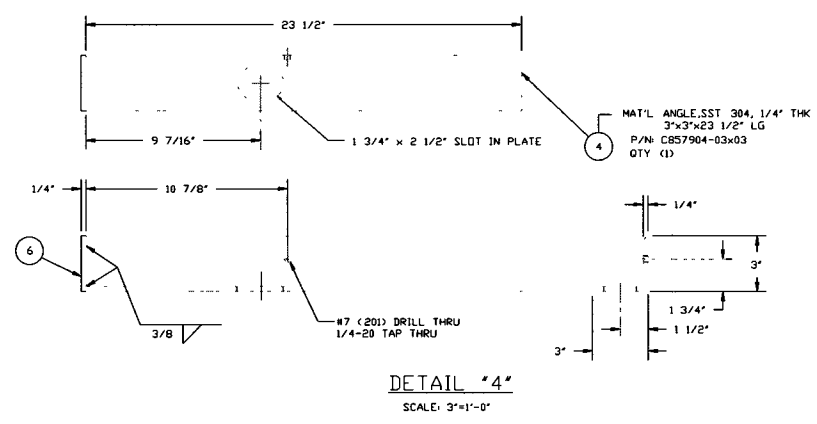 23 1/2"
9 7/16"
1 3/4" x 2 1/2" SLOT IN PLATE
4
MAT'L ANGLE,SST 304, 1/4" THK
3"x3"x23 1/2" LG
P/N: C857904-03x03
QTY (1)
1/4"
10 7/8"
1/4"
6
3"
1 3/4"
3/8
#7 (201) DRILL THRU
1/4-20 TAP THRU
1 1/2"
3"
DETAIL "4"
SCALE: 3"=1'-0"